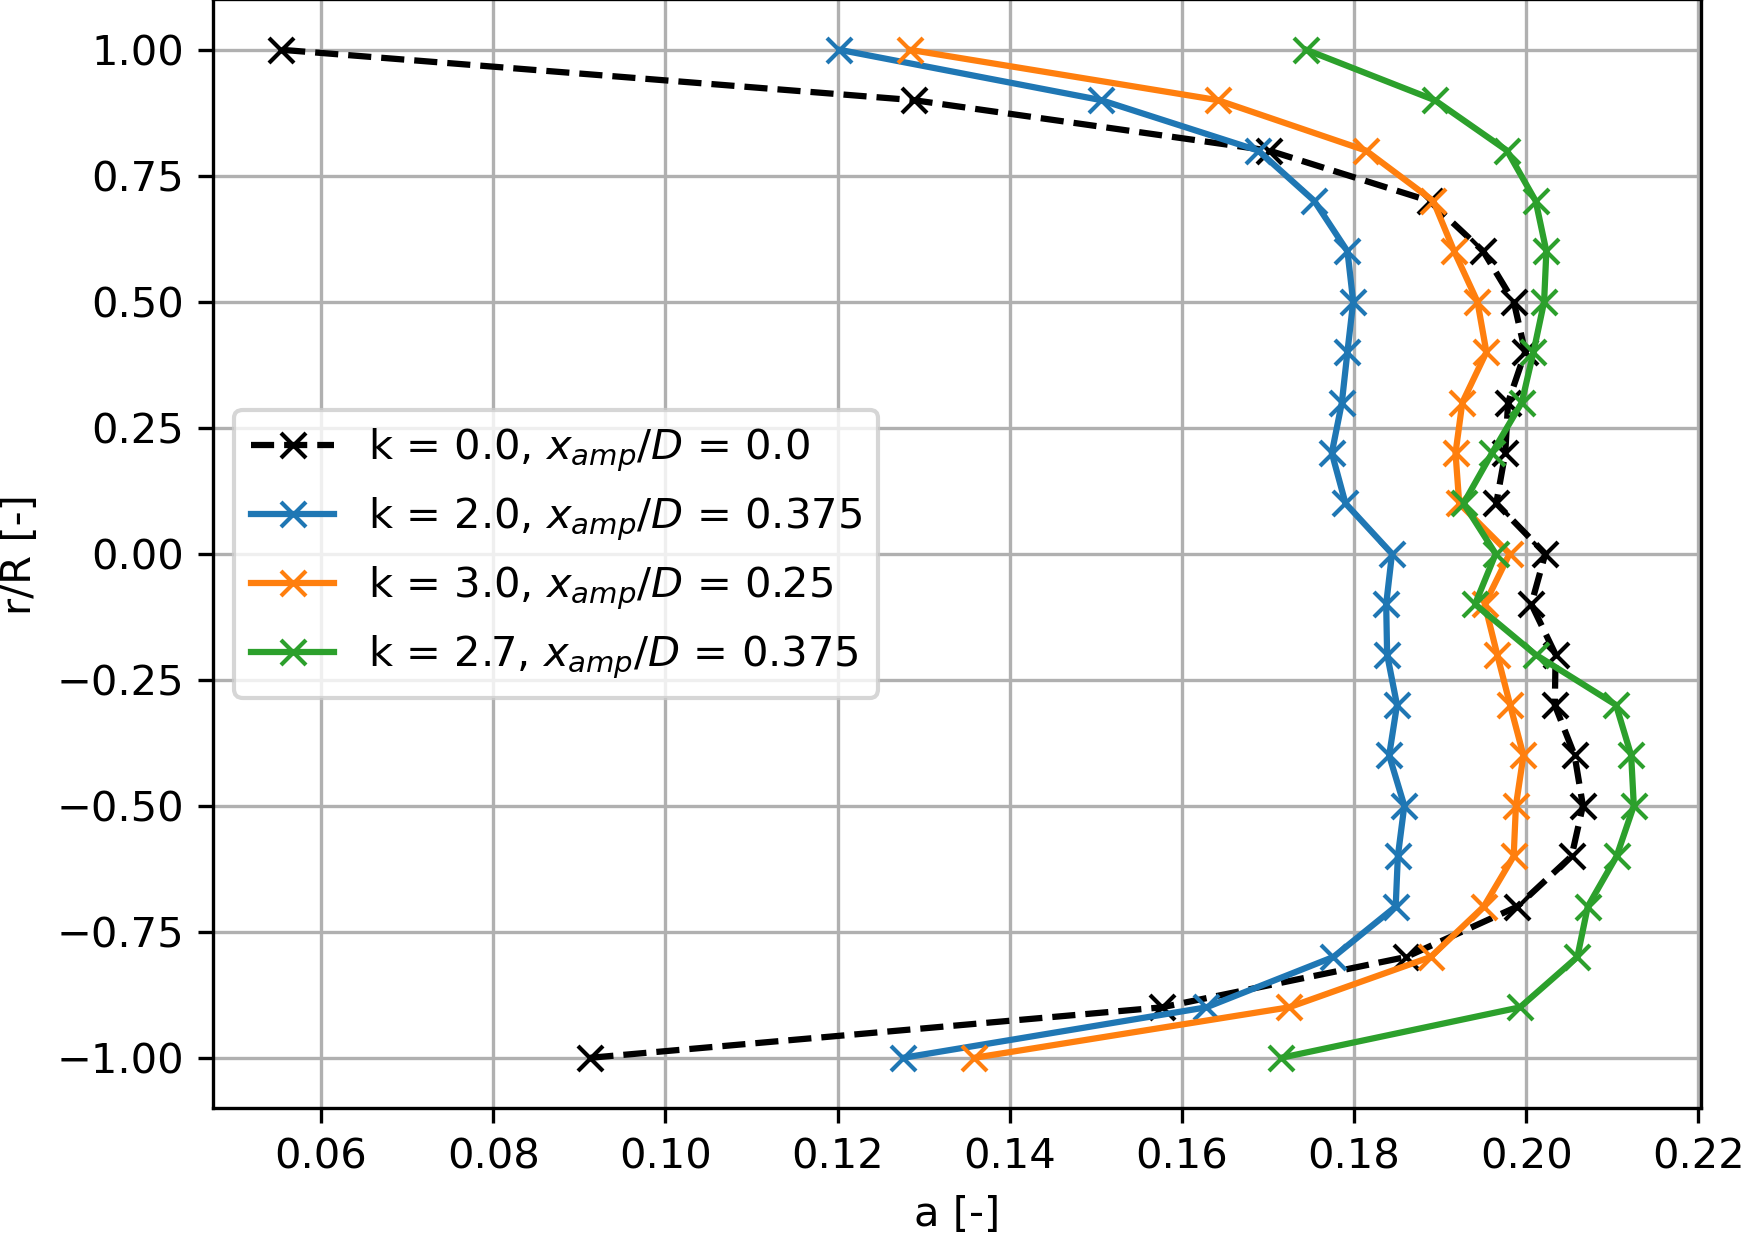 1.00
0.75
0.50
0.25
0.00
−0.25
−0.50
−0.75
−1.00
r/R [-]
k = 0.0, x_amp/D = 0.0
k = 2.0, x_amp/D = 0.375
k = 3.0, x_amp/D = 0.25
k = 2.7, x_amp/D = 0.375
0.06 0.08 0.10 0.12 0.14 0.16 0.18 0.20 0.22
a [-]